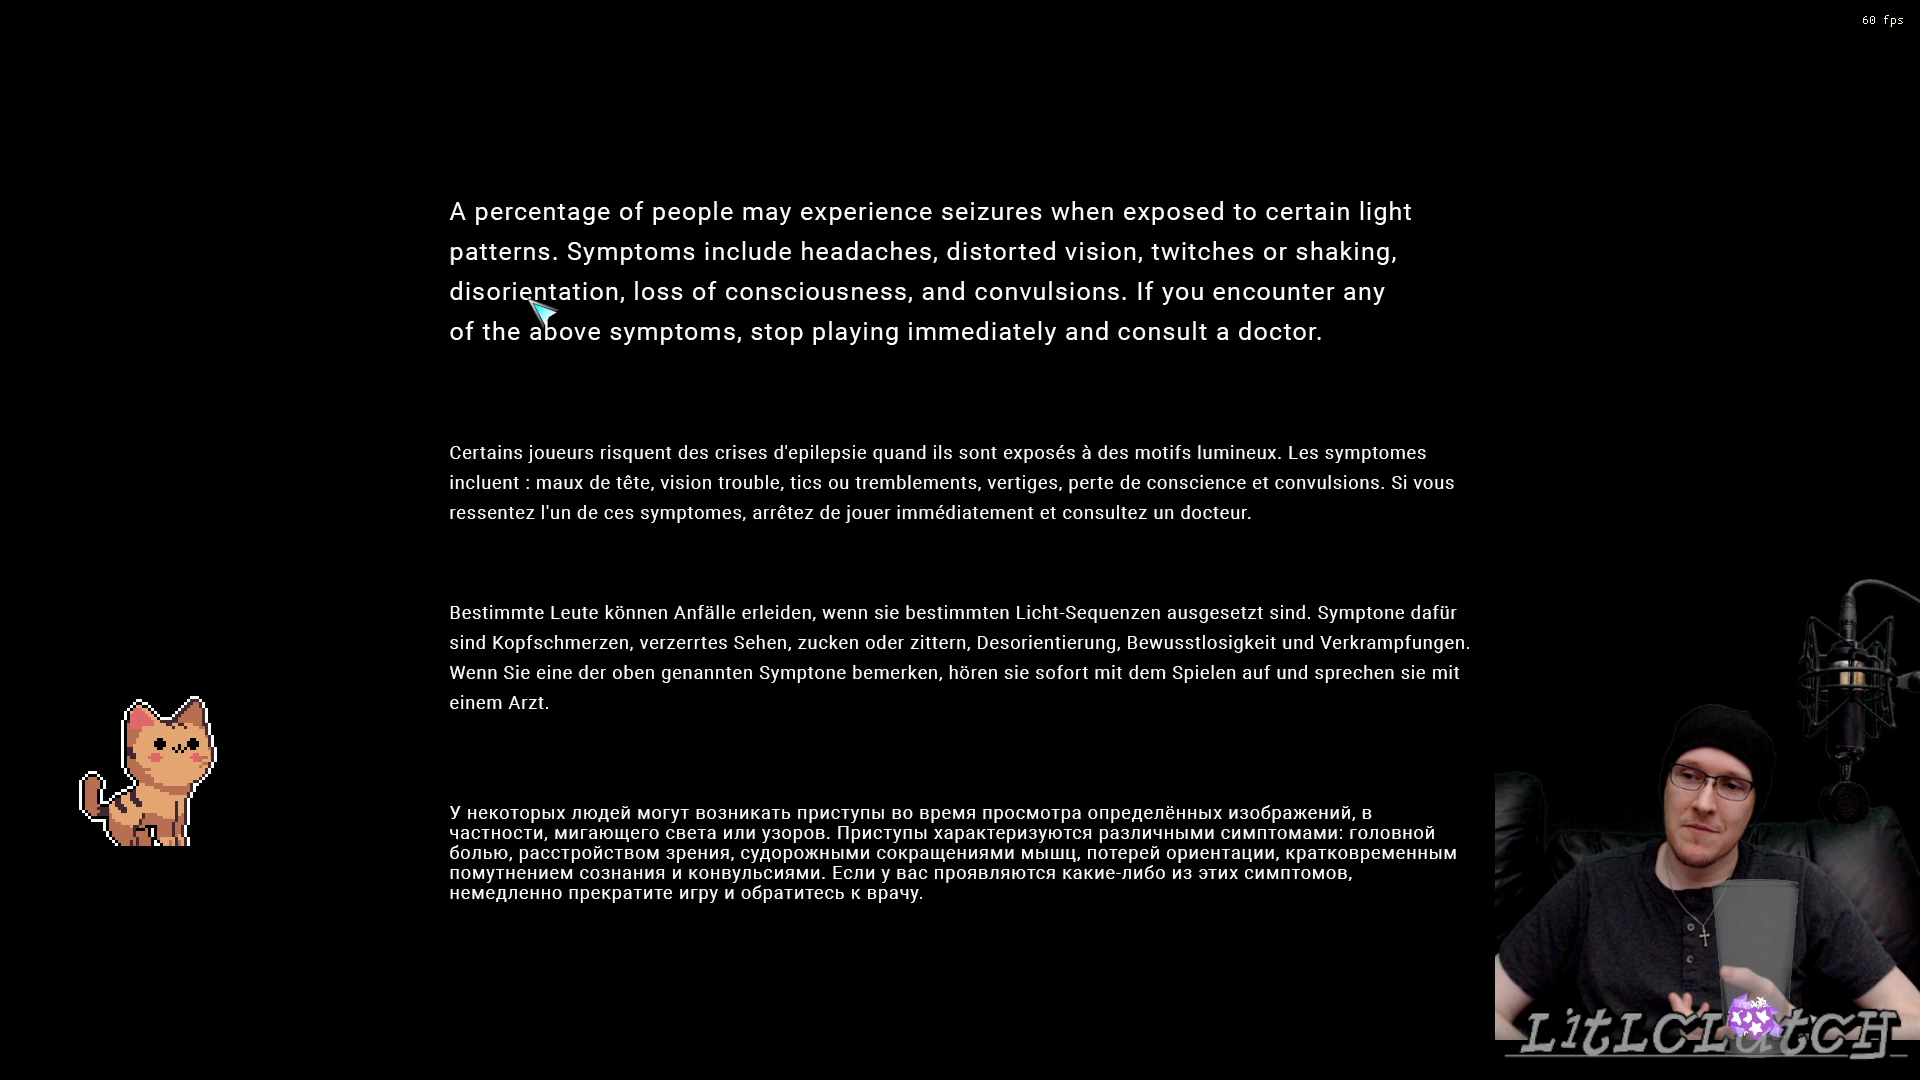 60 fps
A percentage of people may experience seizures when exposed to certain light
patterns. Symptoms include headaches, distorted vision, twitches or shaking,
disorientation, loss of consciousness, and convulsions. If you encounter any
of the above symptoms, stop playing immediately and consult a doctor.
Certains joueurs risquent des crises d'epilepsie quand ils sont exposés à des motifs lumineux. Les symptomes
incluent : maux de tête, vision trouble, tics ou tremblements, vertiges, perte de conscience et convulsions. Si vous
ressentez l'un de ces symptomes, arrêtez de jouer immédiatement et consultez un docteur.
Bestimmte Leute können Anfälle erleiden, wenn sie bestimmten Licht-Sequenzen ausgesetzt sind. Symptone dafür
sind Kopfschmerzen, verzerrtes Sehen, zucken oder zittern, Desorientierung, Bewusstlosigkeit und Verkrampfungen.
Wenn Sie eine der oben genannten Symptone bemerken, hören sie sofort mit dem Spielen auf und sprechen sie mit
einem Arzt.
У некоторых людей могут возникать приступы во время просмотра определённых изображений, в
частности, мигающего света или узоров. Приступы характеризуются различными симптомами: головной
болью, расстройством зрения, судорожными сокращениями мышц, потерей ориентации, кратковременным
помутнением сознания и конвульсиями. Если у вас проявляются какие-либо из этих симптомов,
немедленно прекратите игру и обратитесь к врачу.
LitLCLutCH